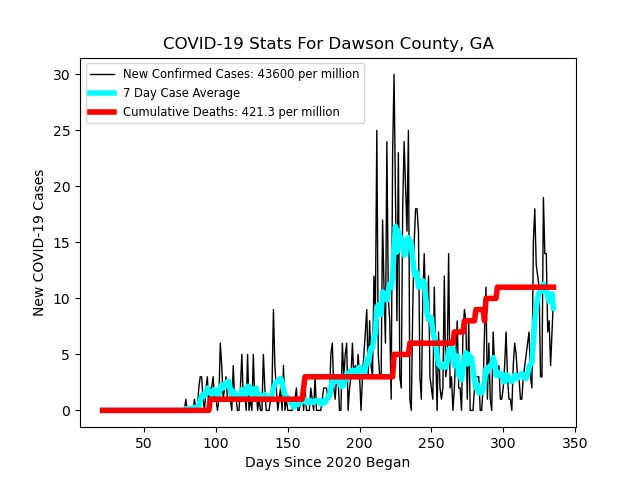 COVID-19 Stats For Dawson County, GA
New Confirmed Cases: 43600 per million
7 Day Case Average
Cumulative Deaths: 421.3 per million
New COVID-19 Cases
30
25
20
15
10
5
0
50
100
150
200
250
300
350
Days Since 2020 Began